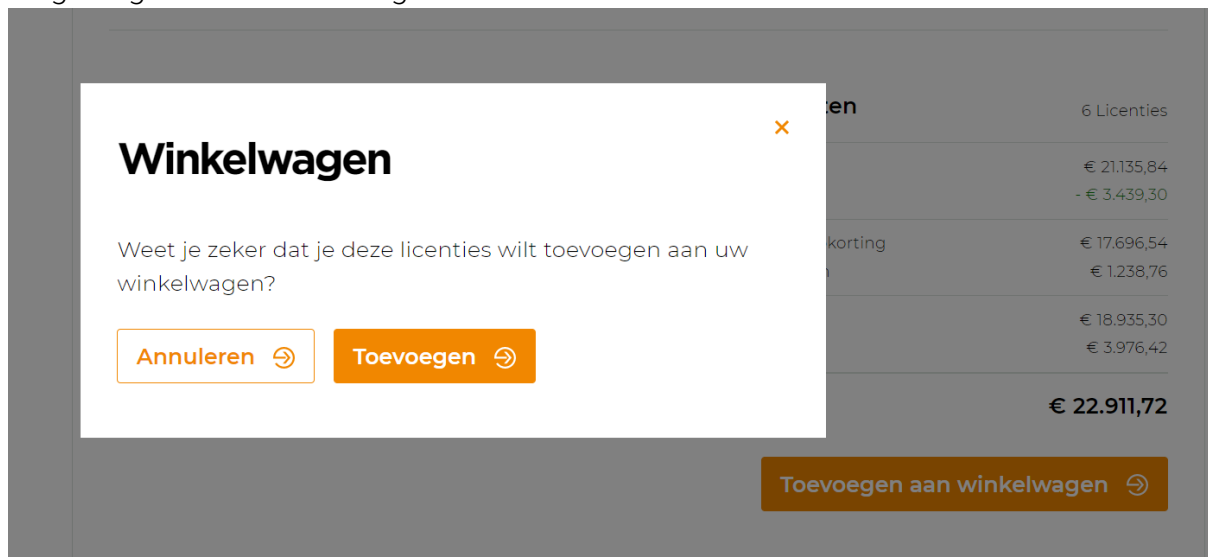 6 Licenties
Winkelwagen
€ 21.135,84
- € 3.439,30
Weet je zeker dat je deze licenties wilt toevoegen aan uw
winkelwagen?
€ 17.696,54
€ 1.238,76
€ 18.935,30
€ 3.976,42
Annuleren
Toevoegen
€ 22.911,72
Toevoegen aan winkelwagen